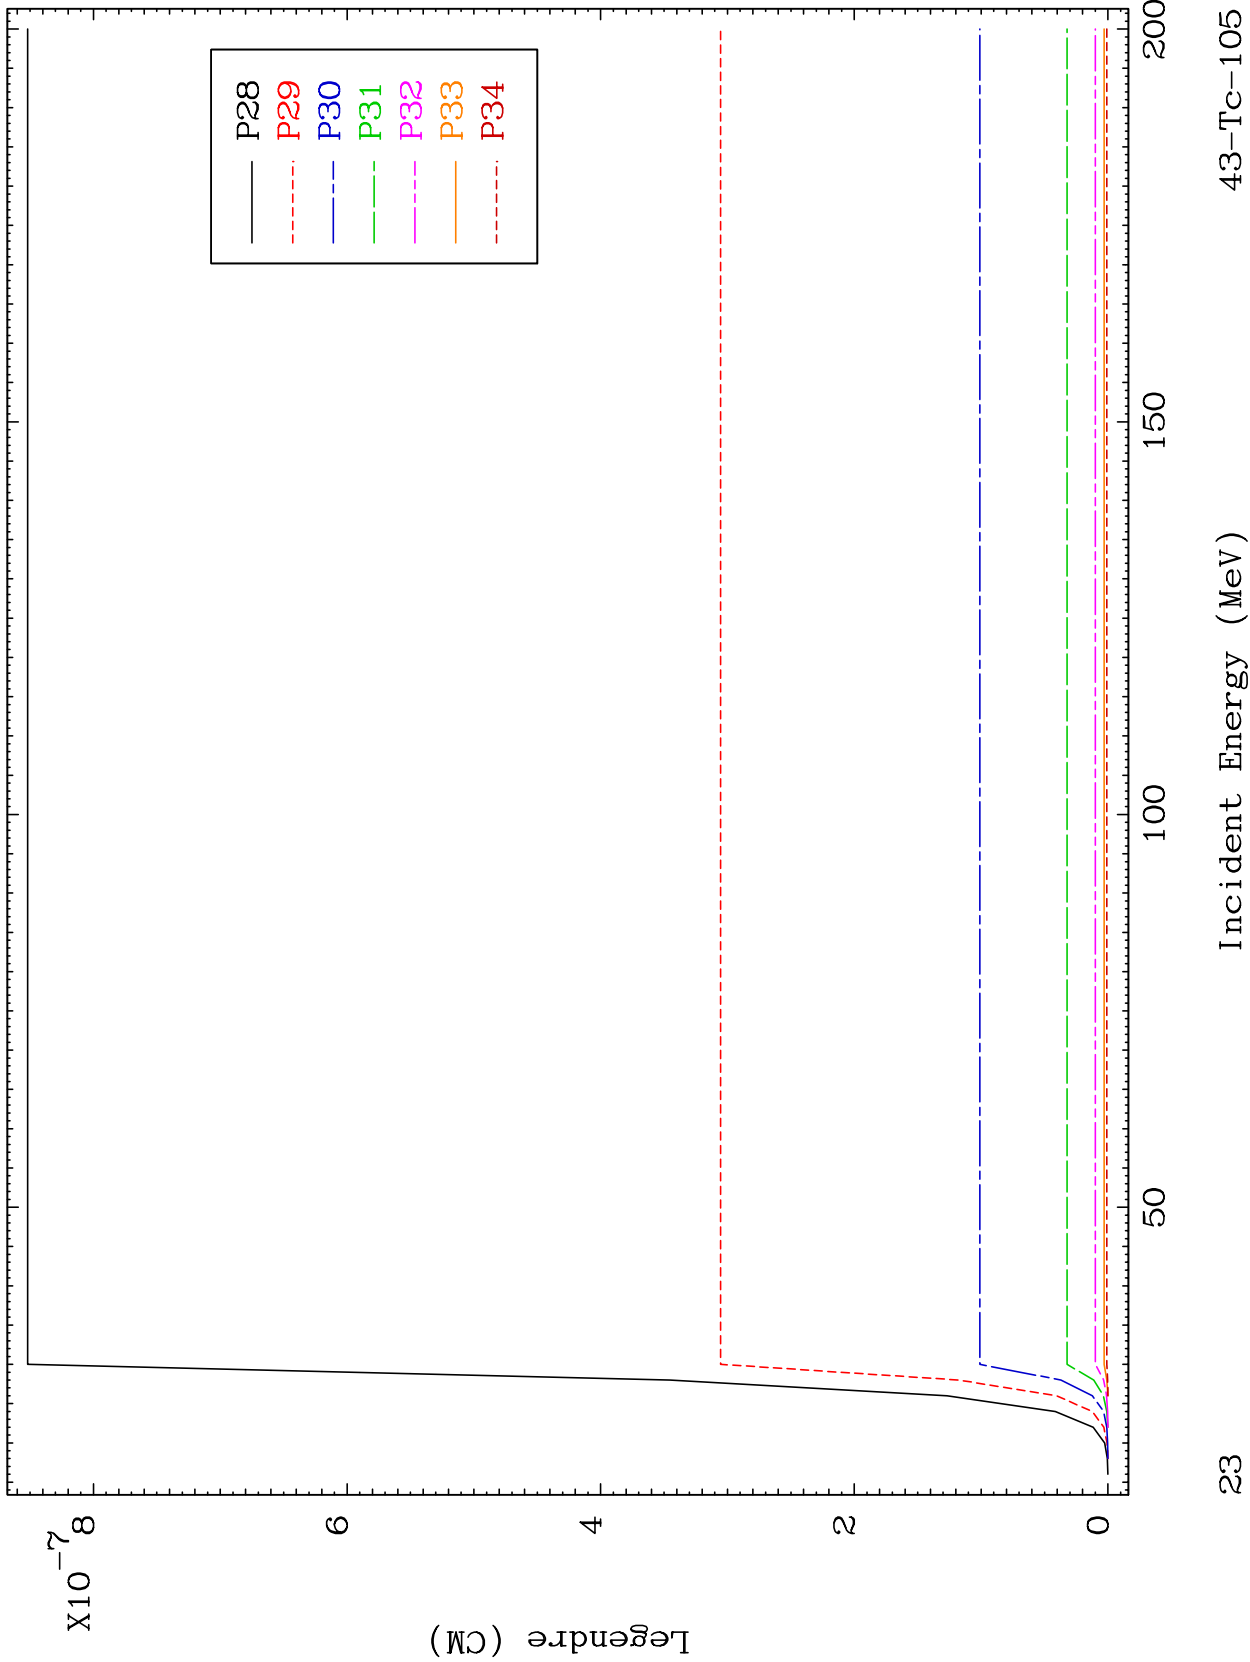 X10-7
8
6
4
2
0
Legendre (CM)
P28
P29
P30
P31
P32
P33
P34
50
100
150
200
Incident Energy (MeV)
23
43-Tc-105